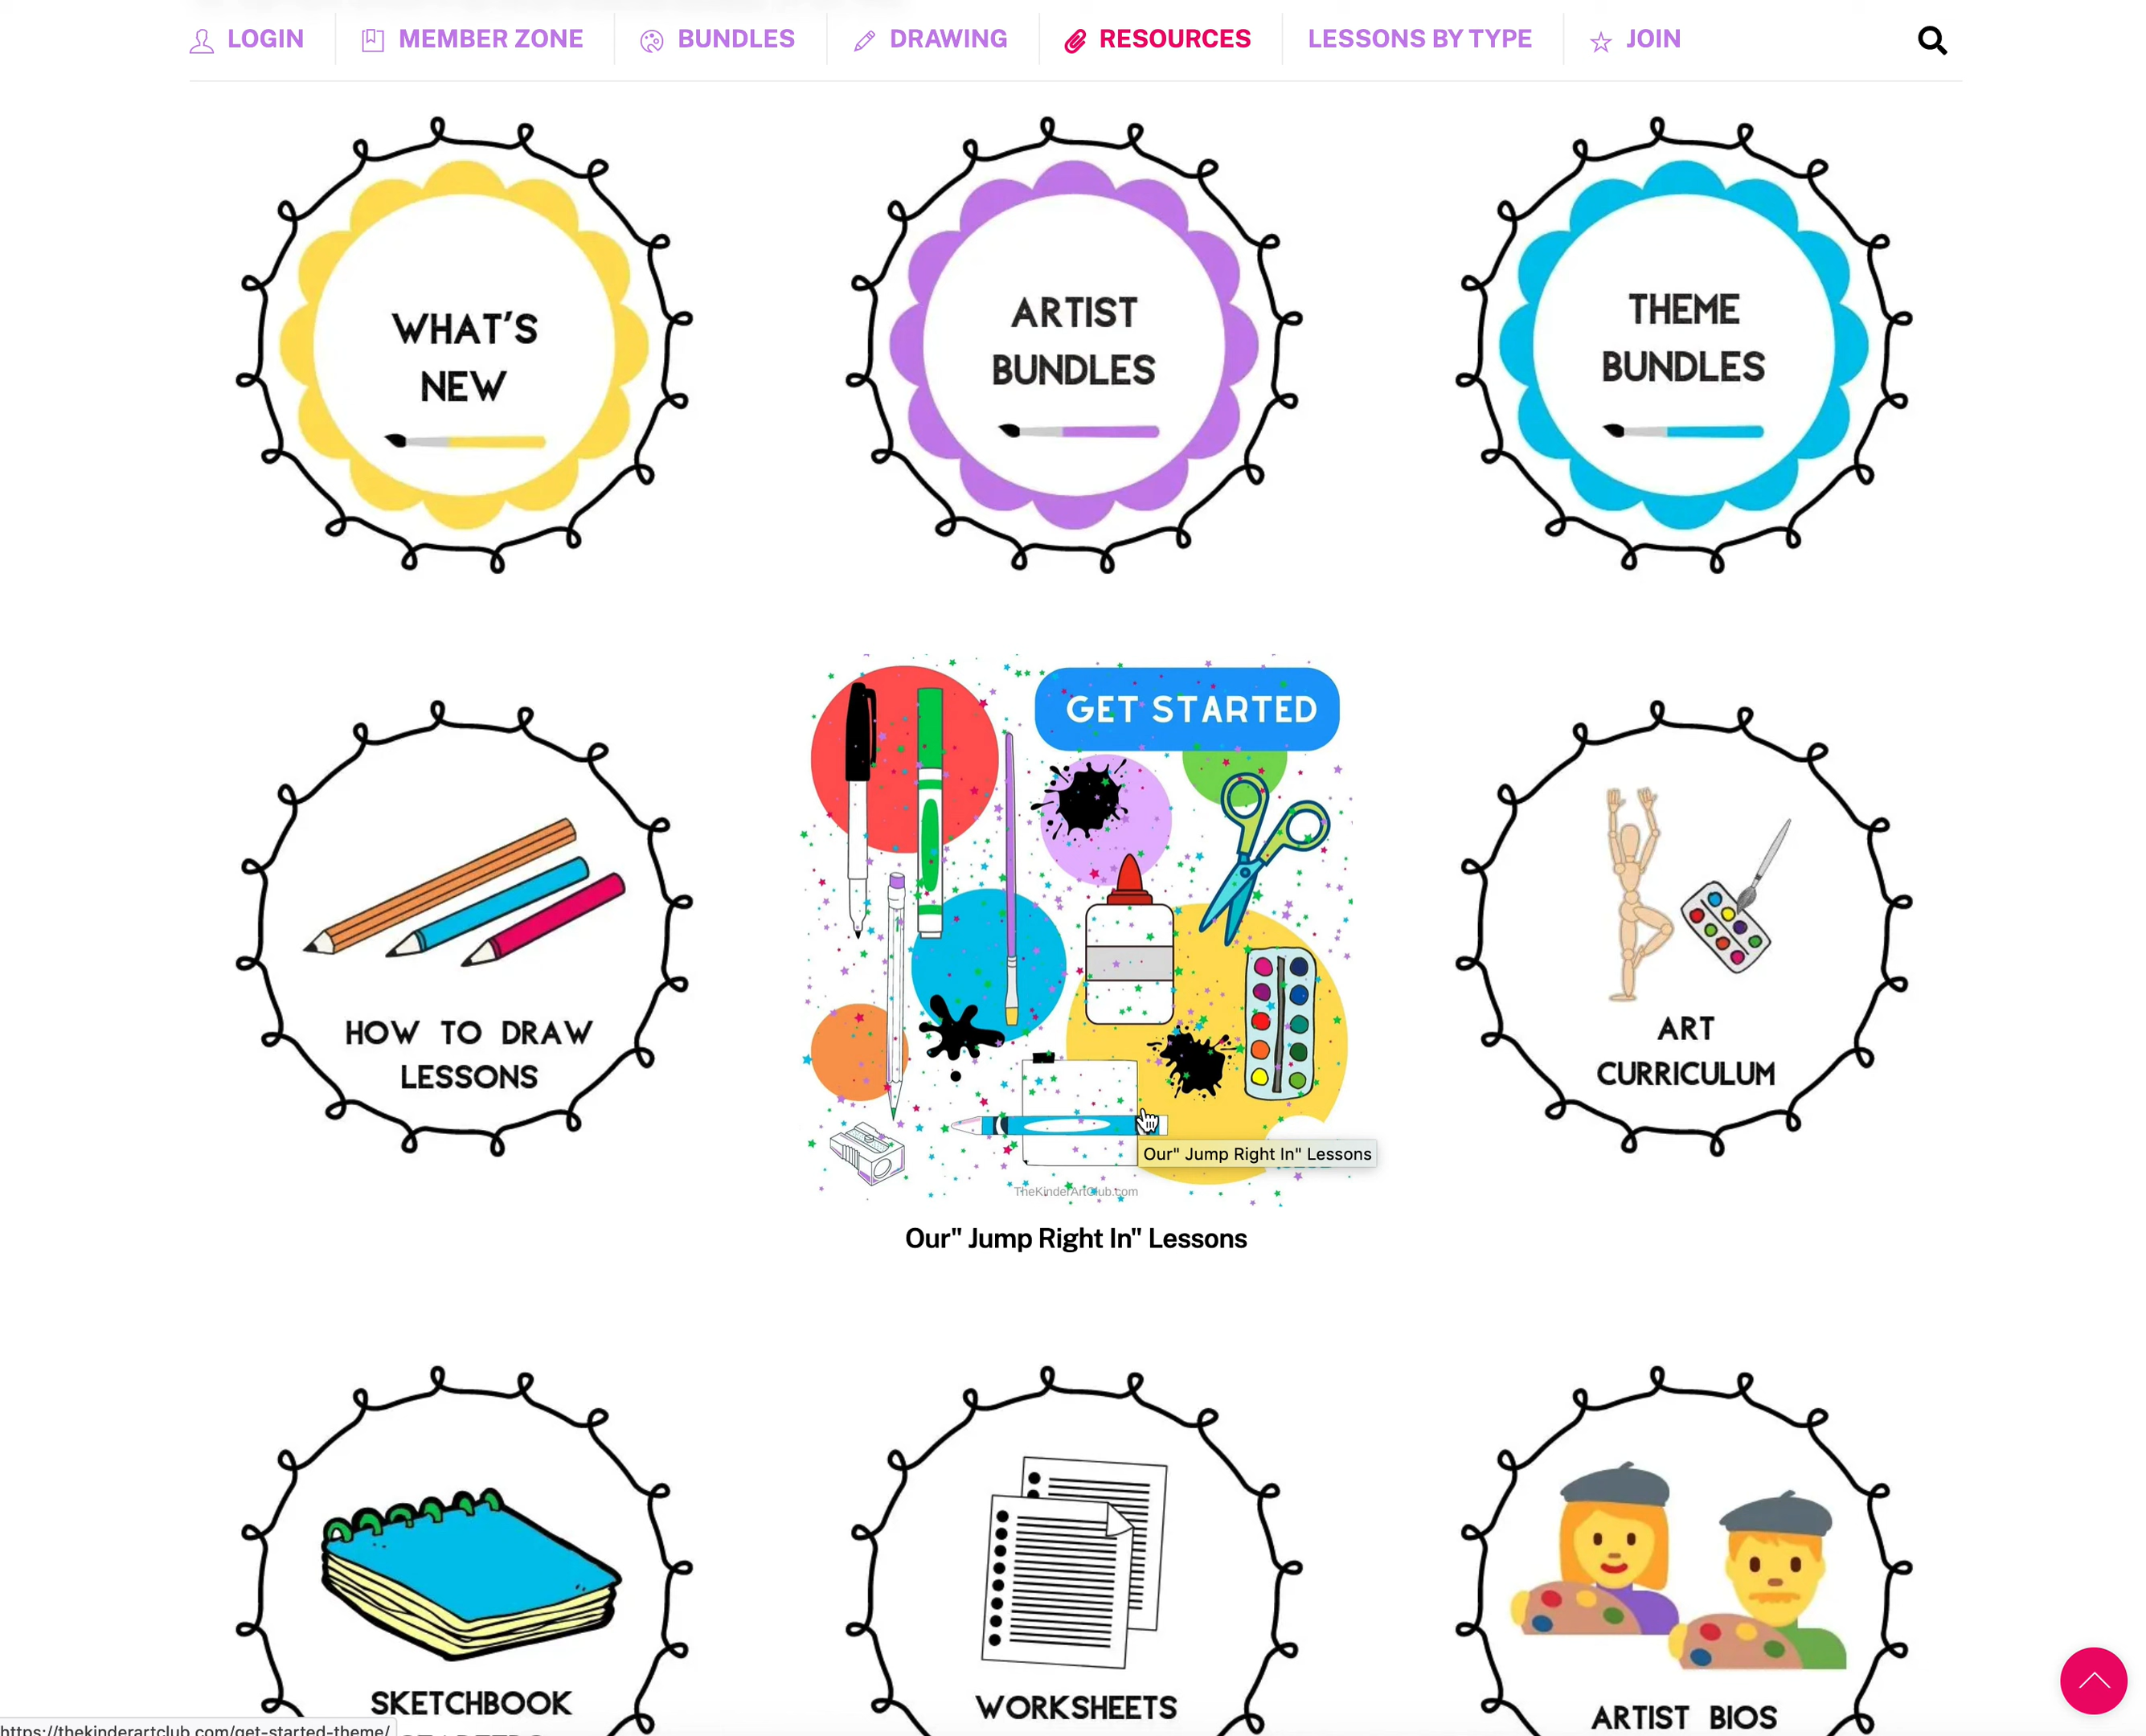 LOGIN
MEMBER ZONE
BUNDLES
DRAWING
RESOURCES
LESSONS BY TYPE
JOIN
WHAT'S
NEW
ARTIST
BUNDLES
THEME
BUNDLES
HOW TO DRAW
LESSONS
GET STARTED
TheKinderArtClub.com
Our" Jump Right In" Lessons
Our" Jump Right In" Lessons
ART
CURRICULUM
SKETCHBOOK
WORKSHEETS
ARTIST BIOS
https://thekinderartclub.com/get-started-theme/